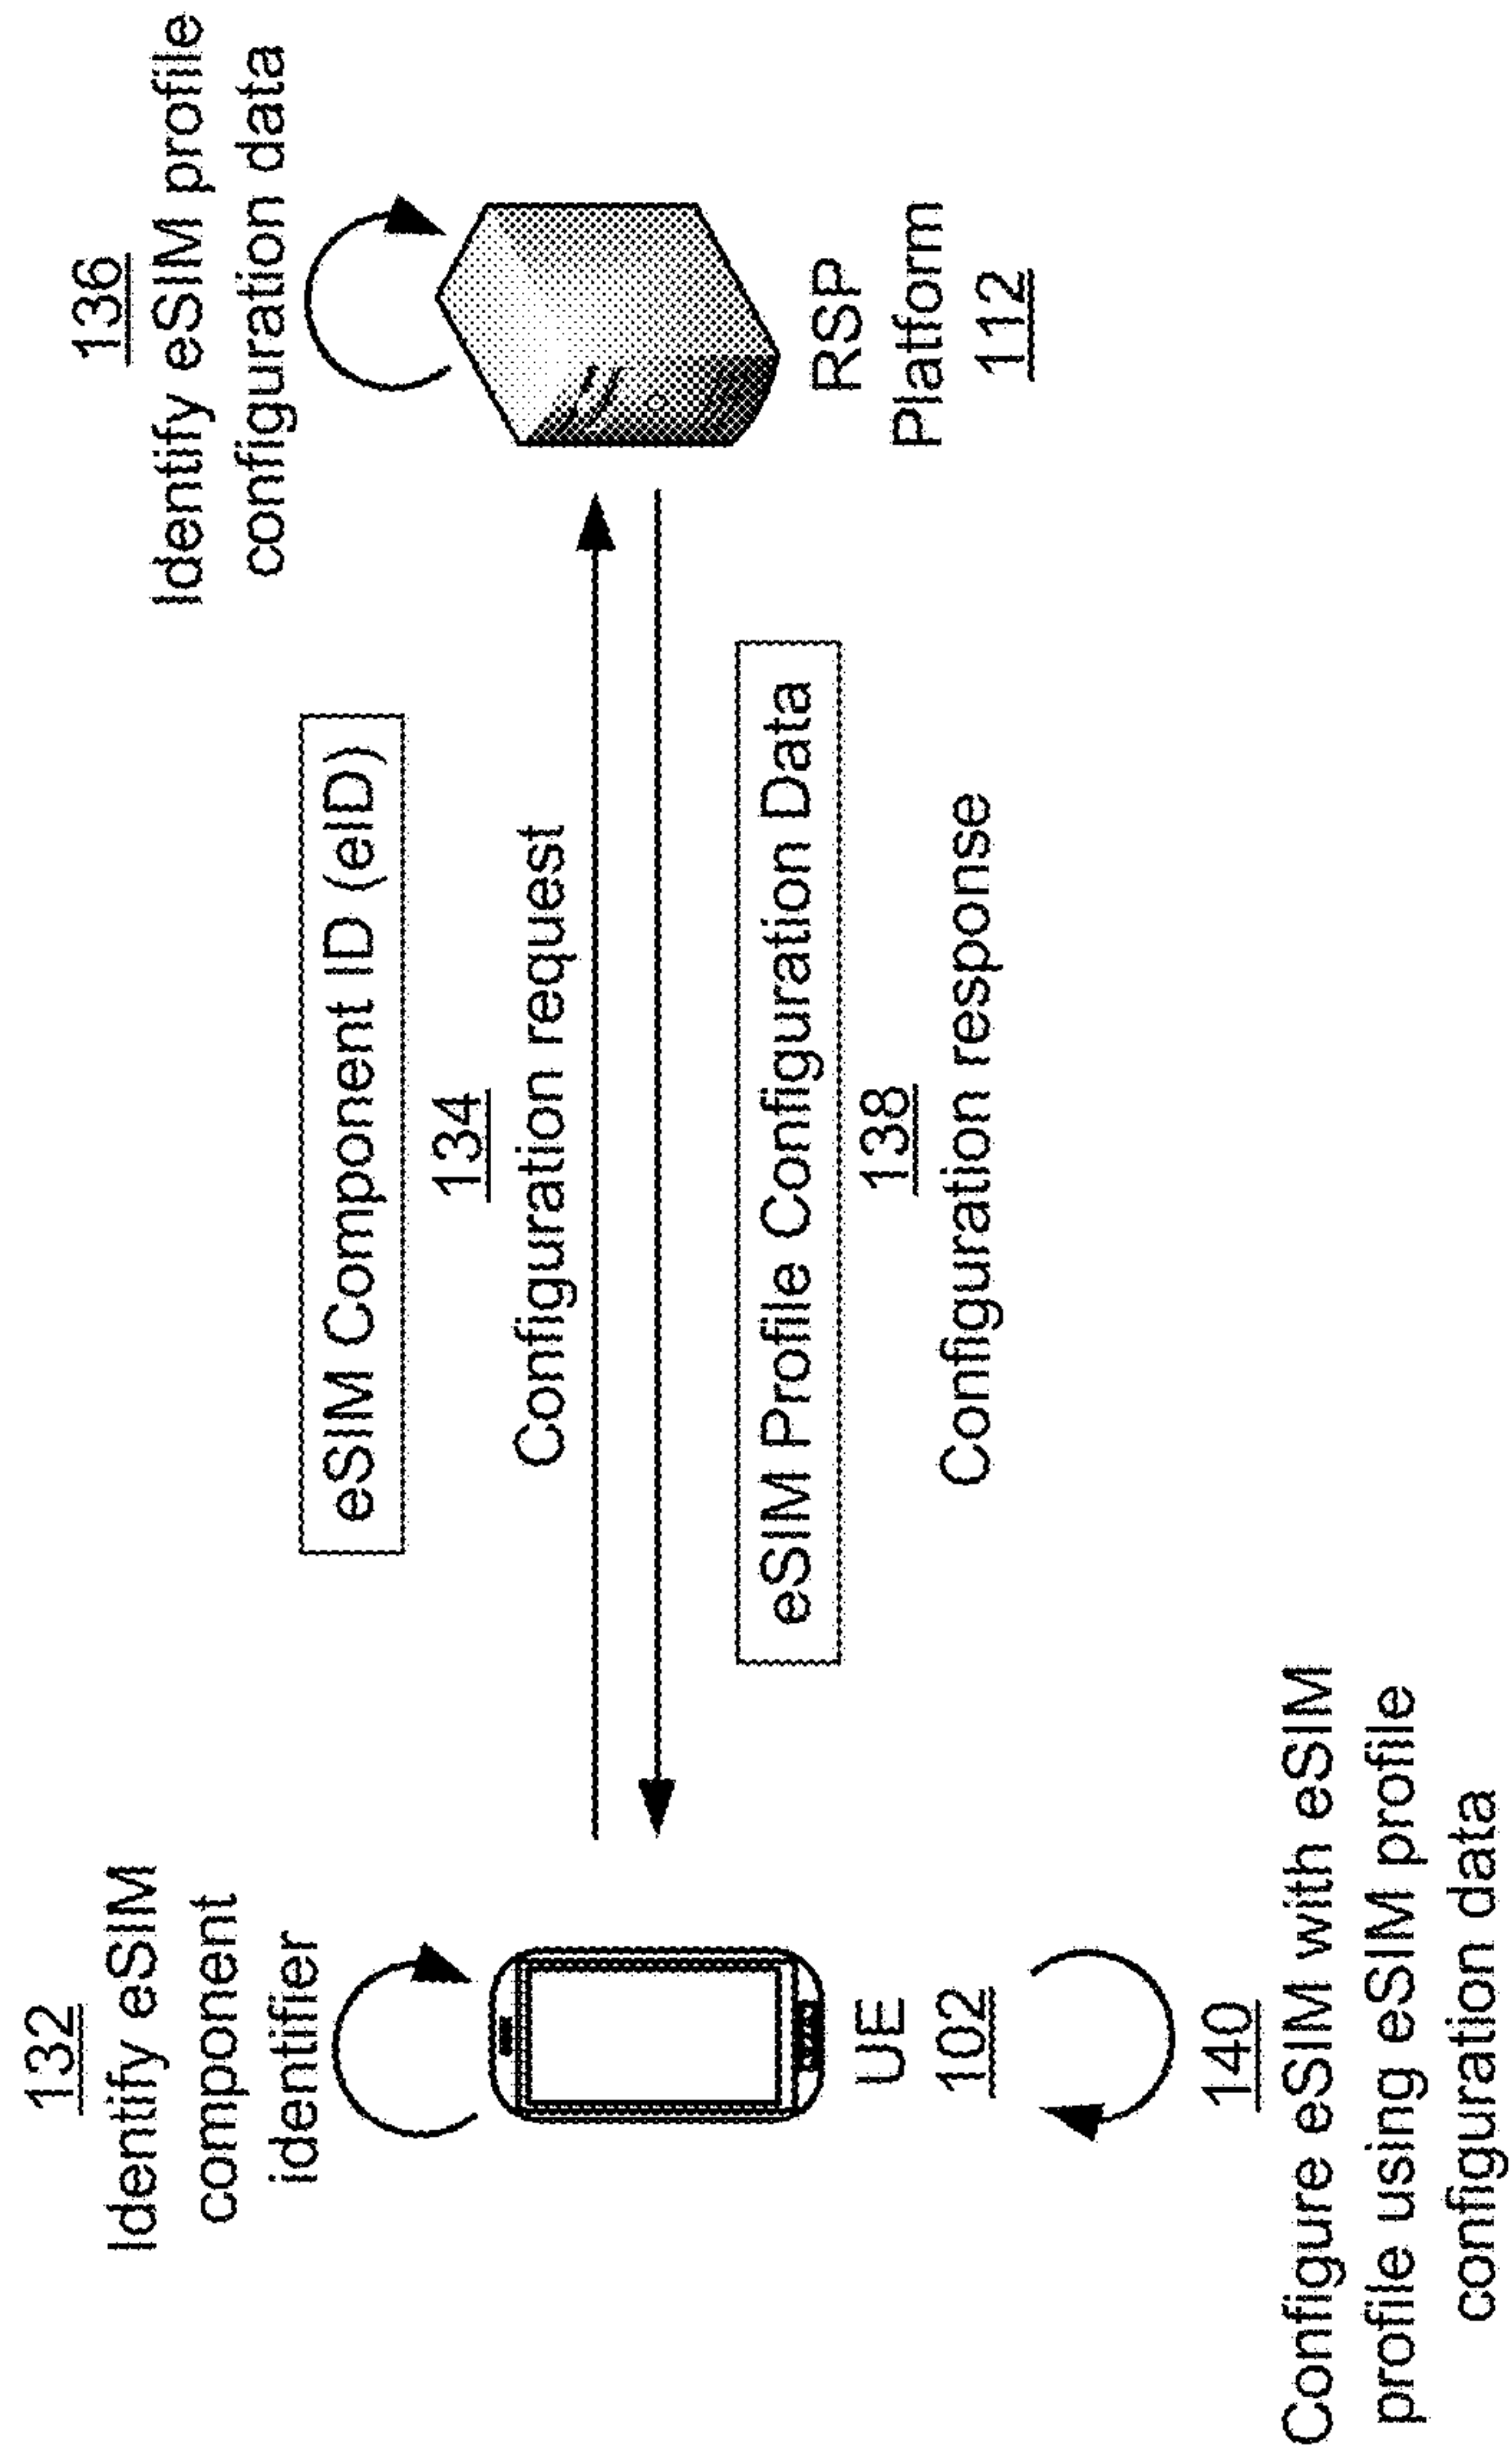 132
Identify eSIM
component
identifier
UE
102
140
Configure eSIM with eSIM
profile using eSIM profile
configuration data
eSIM Component ID (eID)
134
Configuration request
eSIM Profile Configuration Data
138
Configuration response
136
Identify eSIM profile
configuration data
RSP
Platform
112